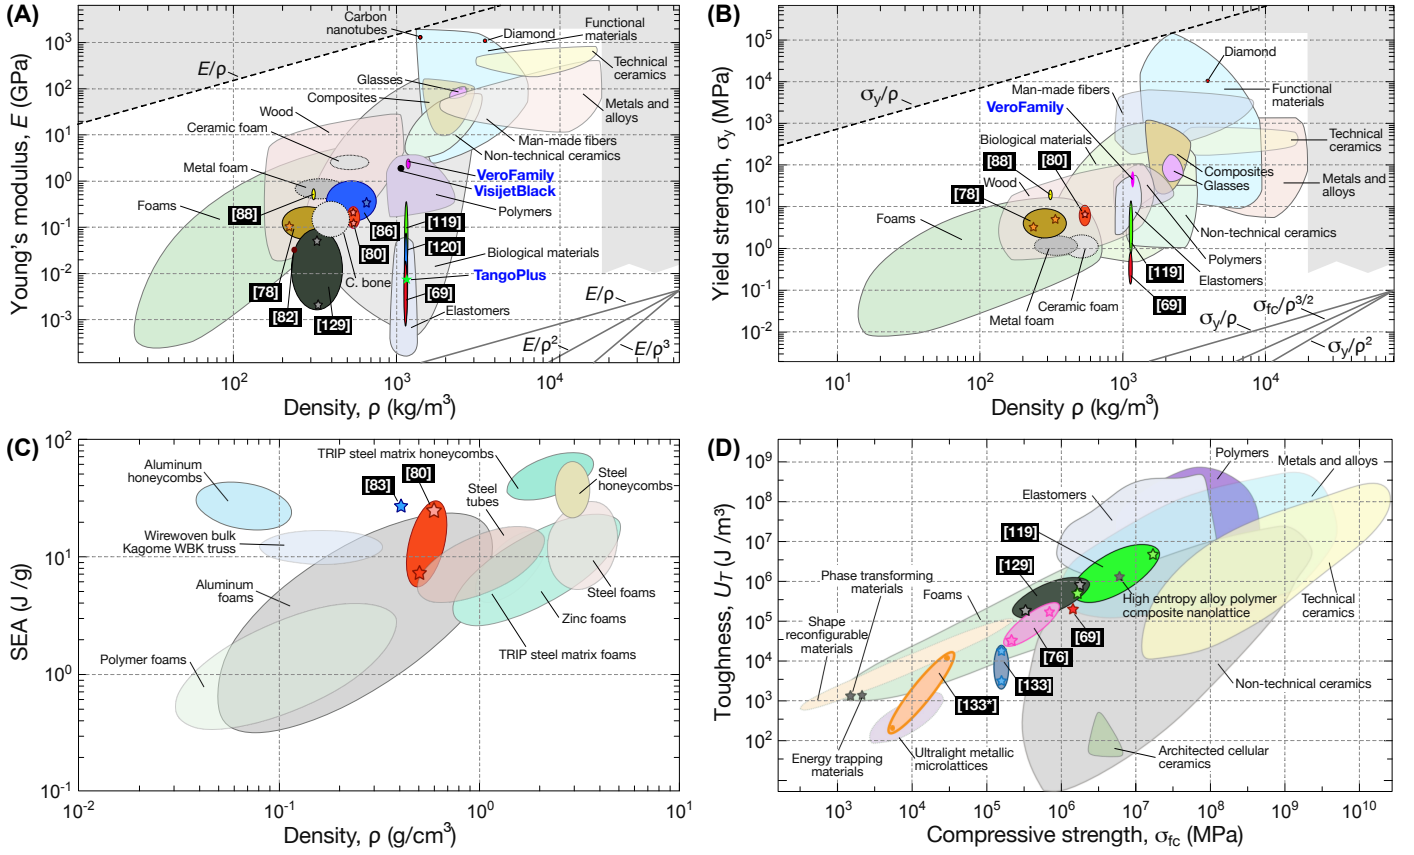 (A)
Young's modulus, E (GPa)
10³
10²
10¹
10⁰
10⁻¹
10⁻²
10⁻³
Carbon
nanotubes
Diamond
Functional
materials
E/ρ
Technical
ceramics
Glasses
Composites
Wood
Metals and
alloys
Ceramic foam
Man-made fibers
Non-technical ceramics
Metal foam
VeroFamily
VisijetBlack
Foams
Polymers
[88]
[119]
[86]
[120]
[80]
Biological materials
TangoPlus
C. bone
[78]
[69]
[82]
[129]
Elastomers
E/ρ
E/ρ²
E/ρ³
10²
10³
10⁴
Density, ρ (kg/m³)
(B)
Yield strength, σy (MPa)
10⁵
10⁴
10³
10²
10¹
10⁰
10⁻¹
10⁻²
σy/ρ
Diamond
Man-made fibers
VeroFamily
Functional
materials
Biological materials
Technical
ceramics
[88]
[80]
Composites
Glasses
Metals and
alloys
[78]
Wood
Foams
Non-technical ceramics
Polymers
[119]
Elastomers
Ceramic foam
[69]
Metal foam
σfc/ρ³ᐟ²
σy/ρ
σy/ρ²
10¹
10²
10³
10⁴
Density ρ (kg/m³)
(C)
SEA (J /g)
10²
10¹
10⁰
10⁻¹
TRIP steel matrix honeycombs
Aluminum
honeycombs
[83]
[80]
Steel
tubes
Steel
honeycombs
Wirewoven bulk
Kagome WBK truss
Aluminum
foams
Steel foams
Zinc foams
Polymer foams
TRIP steel matrix foams
10⁻²
10⁻¹
10⁰
10¹
Density, ρ (g/cm³)
(D)
Toughness, UT (J /m³)
10⁹
10⁸
10⁷
10⁶
10⁵
10⁴
10³
10²
Polymers
Metals and alloys
Elastomers
[119]
[129]
Phase transforming
materials
Foams
High entropy alloy polymer
composite nanolattice
Technical
ceramics
Shape
reconfigurable
materials
[69]
[76]
[133]
Non-technical ceramics
[133*]
Energy trapping
materials
Ultralight metallic
microlattices
Architected cellular
ceramics
10³
10⁴
10⁵
10⁶
10⁷
10⁸
10⁹
10¹⁰
Compressive strength, σfc (MPa)